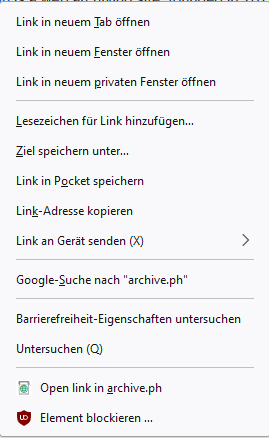 Link in neuem Tab öffnen
Link in neuem Fenster öffnen
Link in neuem privaten Fenster öffnen
Lesezeichen für Link hinzufügen...
Ziel speichern unter...
Link in Pocket speichern
Link-Adresse kopieren
Link an Gerät senden (X)
Google-Suche nach "archive.ph"
Barrierefreiheit-Eigenschaften untersuchen
Untersuchen (Q)
Open link in archive.ph
Element blockieren ...